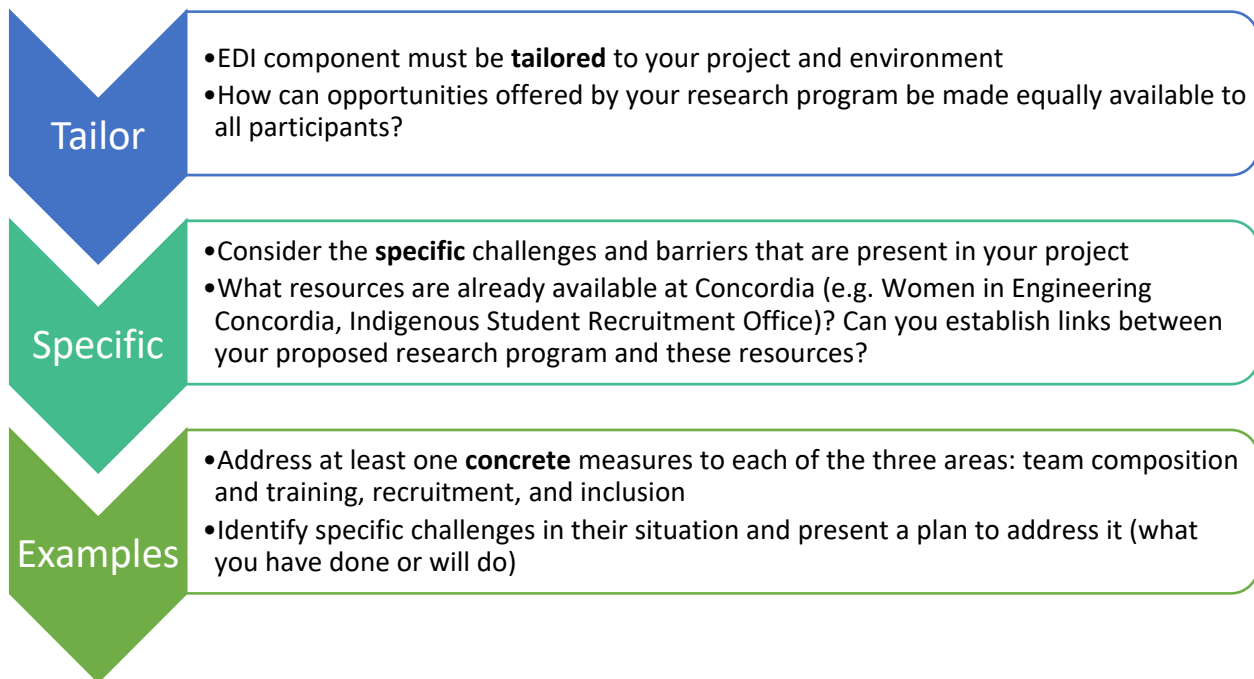 Tailor
•EDI component must be tailored to your project and environment
•How can opportunities offered by your research program be made equally available to
all participants?
Specific
•Consider the specific challenges and barriers that are present in your project
•What resources are already available at Concordia (e.g. Women in Engineering
Concordia, Indigenous Student Recruitment Office)? Can you establish links between
your proposed research program and these resources?
Examples
•Address at least one concrete measures to each of the three areas: team composition
and training, recruitment, and inclusion
•Identify specific challenges in their situation and present a plan to address it (what
you have done or will do)